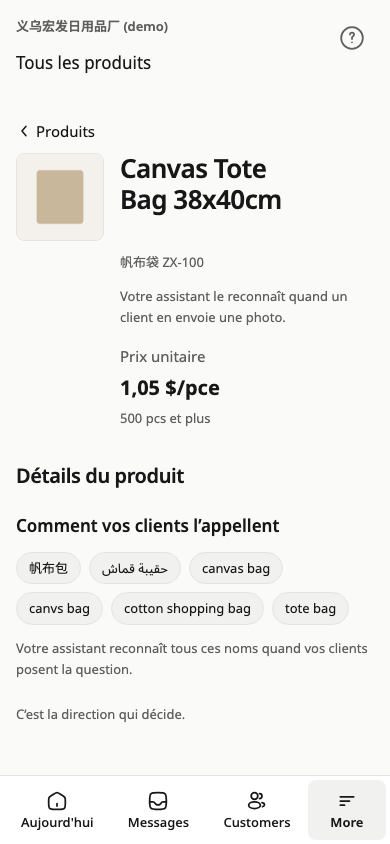 义乌宏发日用品厂 (demo)
Tous les produits
Produits
Canvas Tote
Bag 38x40cm
帆布袋 ZX-100
Votre assistant le reconnaît quand un
client en envoie une photo.
Prix unitaire
1,05 $/pce
500 pcs et plus
Détails du produit
Comment vos clients l’appellent
帆布包 حقيبة قماش canvas bag
canvs bag cotton shopping bag tote bag
Votre assistant reconnaît tous ces noms quand vos clients
posent la question.
C’est la direction qui décide.
Aujourd'hui Messages Customers More